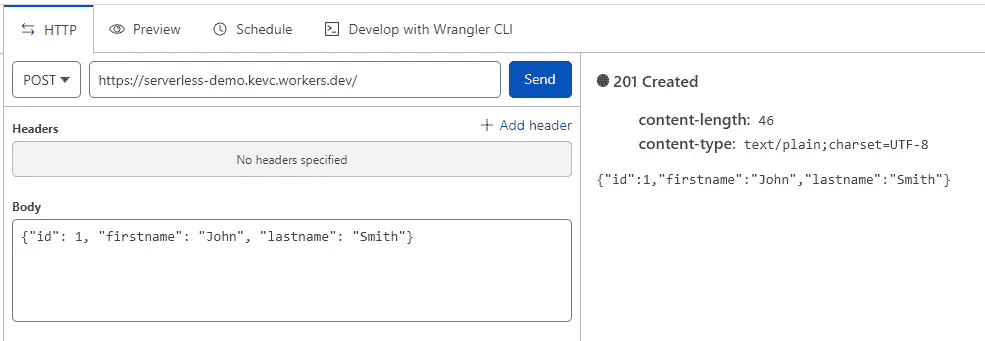 HTTP Preview Schedule Develop with Wrangler CLI
POST https://serverless-demo.kevc.workers.dev/ Send
Headers + Add header
No headers specified
Body
{"id": 1, "firstname": "John", "lastname": "Smith"}
201 Created
content-length: 46
content-type: text/plain;charset=UTF-8
{"id":1,"firstname":"John","lastname":"Smith"}